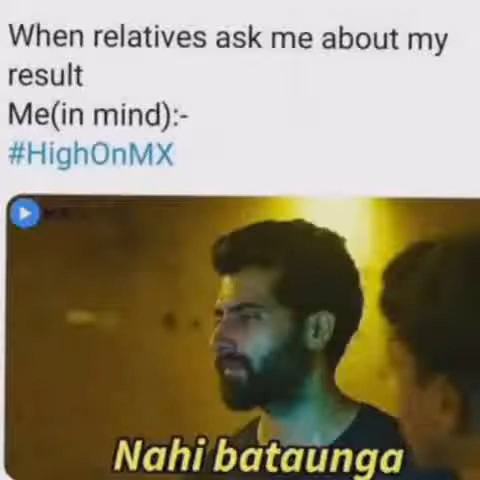 When relatives ask me about my
result
Me(in mind):-
#HighOnMX
Nahi bataunga